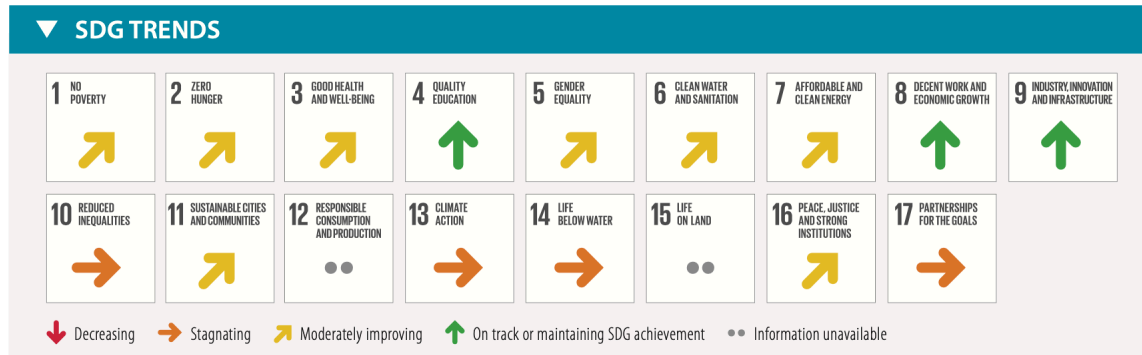 SDG TRENDS
1 NO
POVERTY
2 ZERO
HUNGER
3 GOOD HEALTH
AND WELL-BEING
4 QUALITY
EDUCATION
5 GENDER
EQUALITY
6 CLEAN WATER
AND SANITATION
7 AFFORDABLE AND
CLEAN ENERGY
8 DECENT WORK AND
ECONOMIC GROWTH
9 INDUSTRY, INNOVATION
AND INFRASTRUCTURE
10 REDUCED
INEQUALITIES
11 SUSTAINABLE CITIES
AND COMMUNITIES
12 RESPONSIBLE
CONSUMPTION
AND PRODUCTION
13 CLIMATE
ACTION
14 LIFE
BELOW WATER
15 LIFE
ON LAND
16 PEACE, JUSTICE
AND STRONG
INSTITUTIONS
17 PARTNERSHIPS
FOR THE GOALS
Decreasing Stagnating Moderately improving On track or maintaining SDG achievement Information unavailable